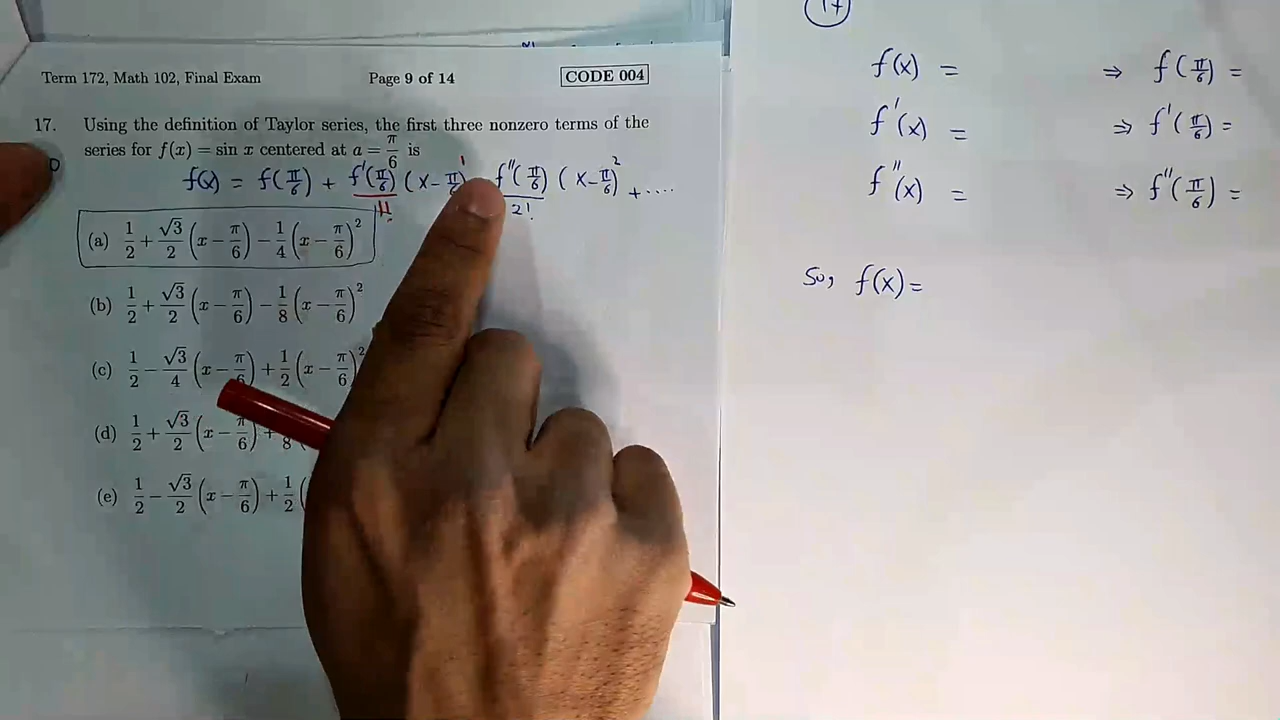 Term 172, Math 102, Final Exam Page 9 of 14 CODE 004
17. Using the definition of Taylor series, the first three nonzero terms of the
series for f(x) = sin x centered at a = π/6 is
f(x) = f(π/6) + f'(π/6)/1! (x-π/6)^1 f''(π/6)/2! (x-π/6)^2 + ....
(a) 1/2 + √3/2 (x − π/6) − 1/4 (x − π/6)^2
(b) 1/2 + √3/2 (x − π/6) − 1/8 (x − π/6)^2
(c) 1/2 − √3/4 (x − π/6) + 1/2 (x − π/6)^2
(d) 1/2 + √3/2 (x − π/6) + /8 (
(e) 1/2 − √3/2 (x − π/6) + 1/2 (
17
f(x) = ⇒ f(π/6) =
f'(x) = ⇒ f'(π/6) =
f''(x) = ⇒ f''(π/6) =
So, f(x) =